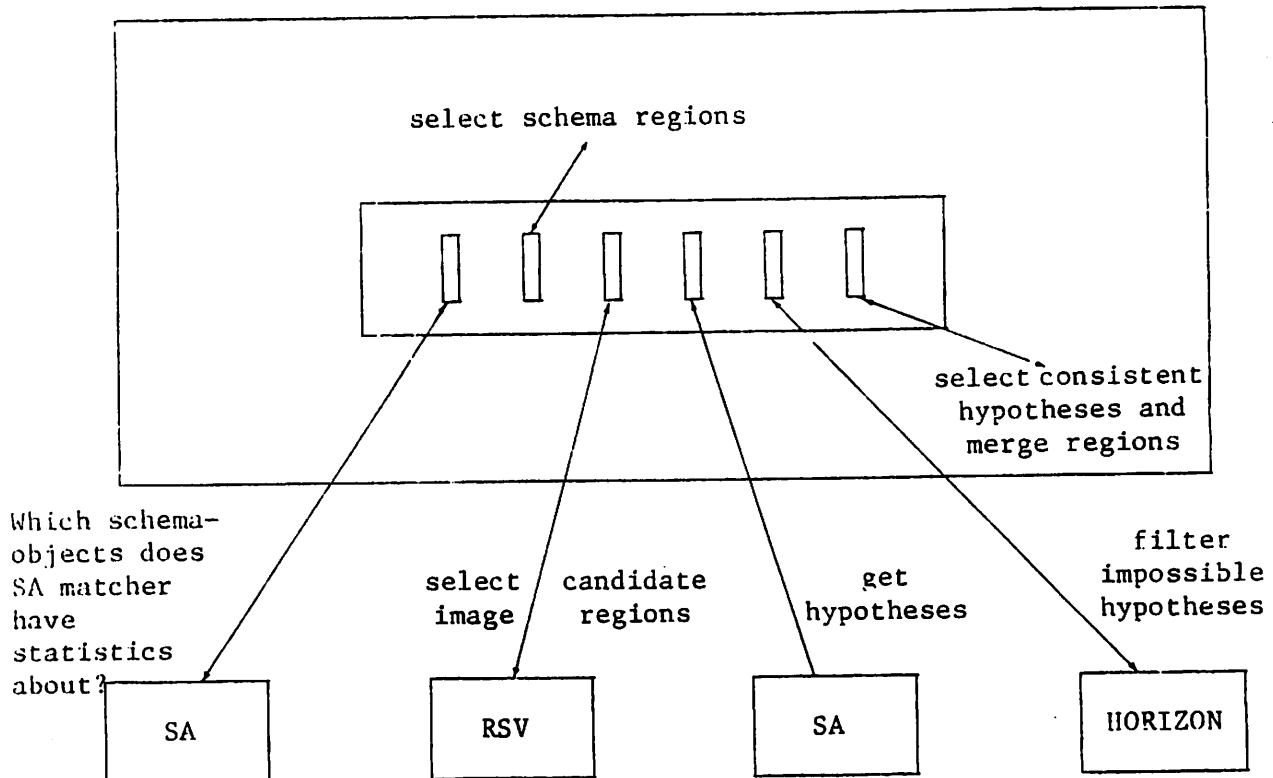 select schema regions
select consistent
hypotheses and
merge regions
Which schema-
objects does
SA matcher
have
statistics
about?
select
image
candidate
regions
get
hypotheses
filter
impossible
hypotheses
SA
RSV
SA
HORIZON